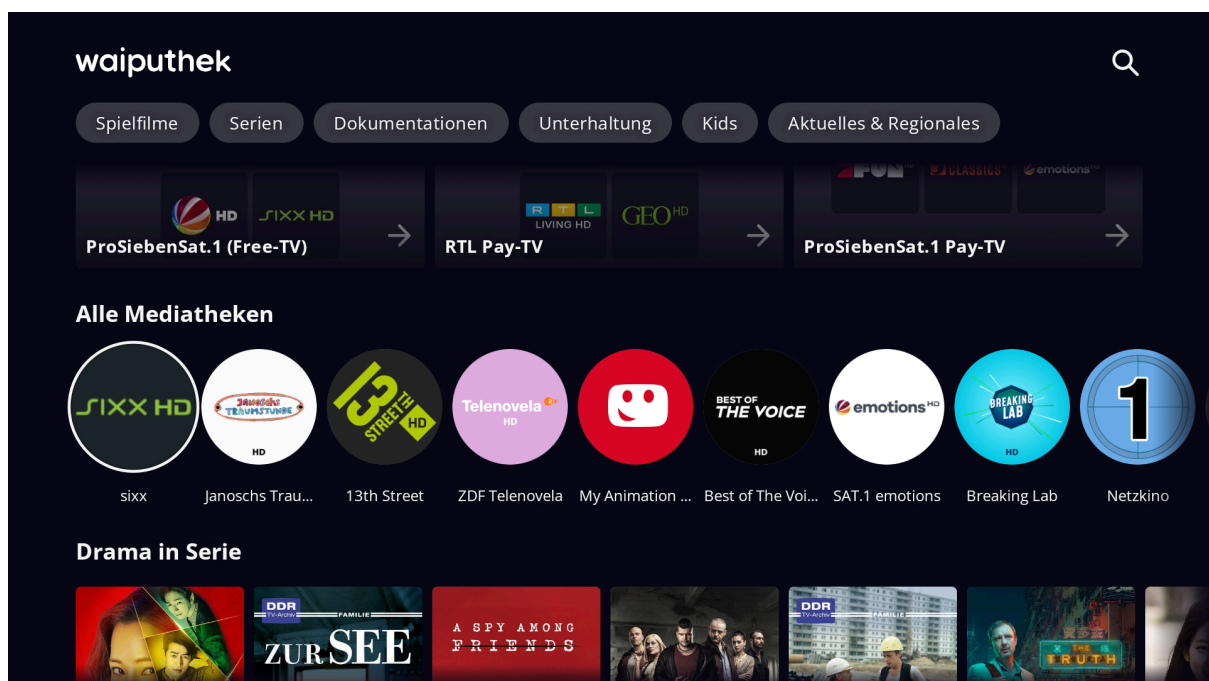 waiputhek
Spielfilme
Serien
Dokumentationen
Unterhaltung
Kids
Aktuelles & Regionales
HD
SIXX HD
ProSiebenSat.1 (Free-TV)
RTL
LIVING HD
GEO HD
RTL Pay-TV
FUN
CLASSICS
emotions HD
ProSiebenSat.1 Pay-TV
Alle Mediatheken
SIXX HD
JANOSCHS
TRAUMSTUNDE
HD
13TH
STREET
HD
Telenovela
HD
BEST OF
THE VOICE
HD
emotions HD
BREAKING
LAB
HD
1
sixx
Janoschs Trau...
13th Street
ZDF Telenovela
My Animation ...
Best of The Voi...
SAT.1 emotions
Breaking Lab
Netzkino
Drama in Serie
DDR
TV-Archiv
FAMILIE
ZUR SEE
A SPY AMONG
FRIENDS
DDR
TV-Archiv
FAMILIE
THE
TRUTH